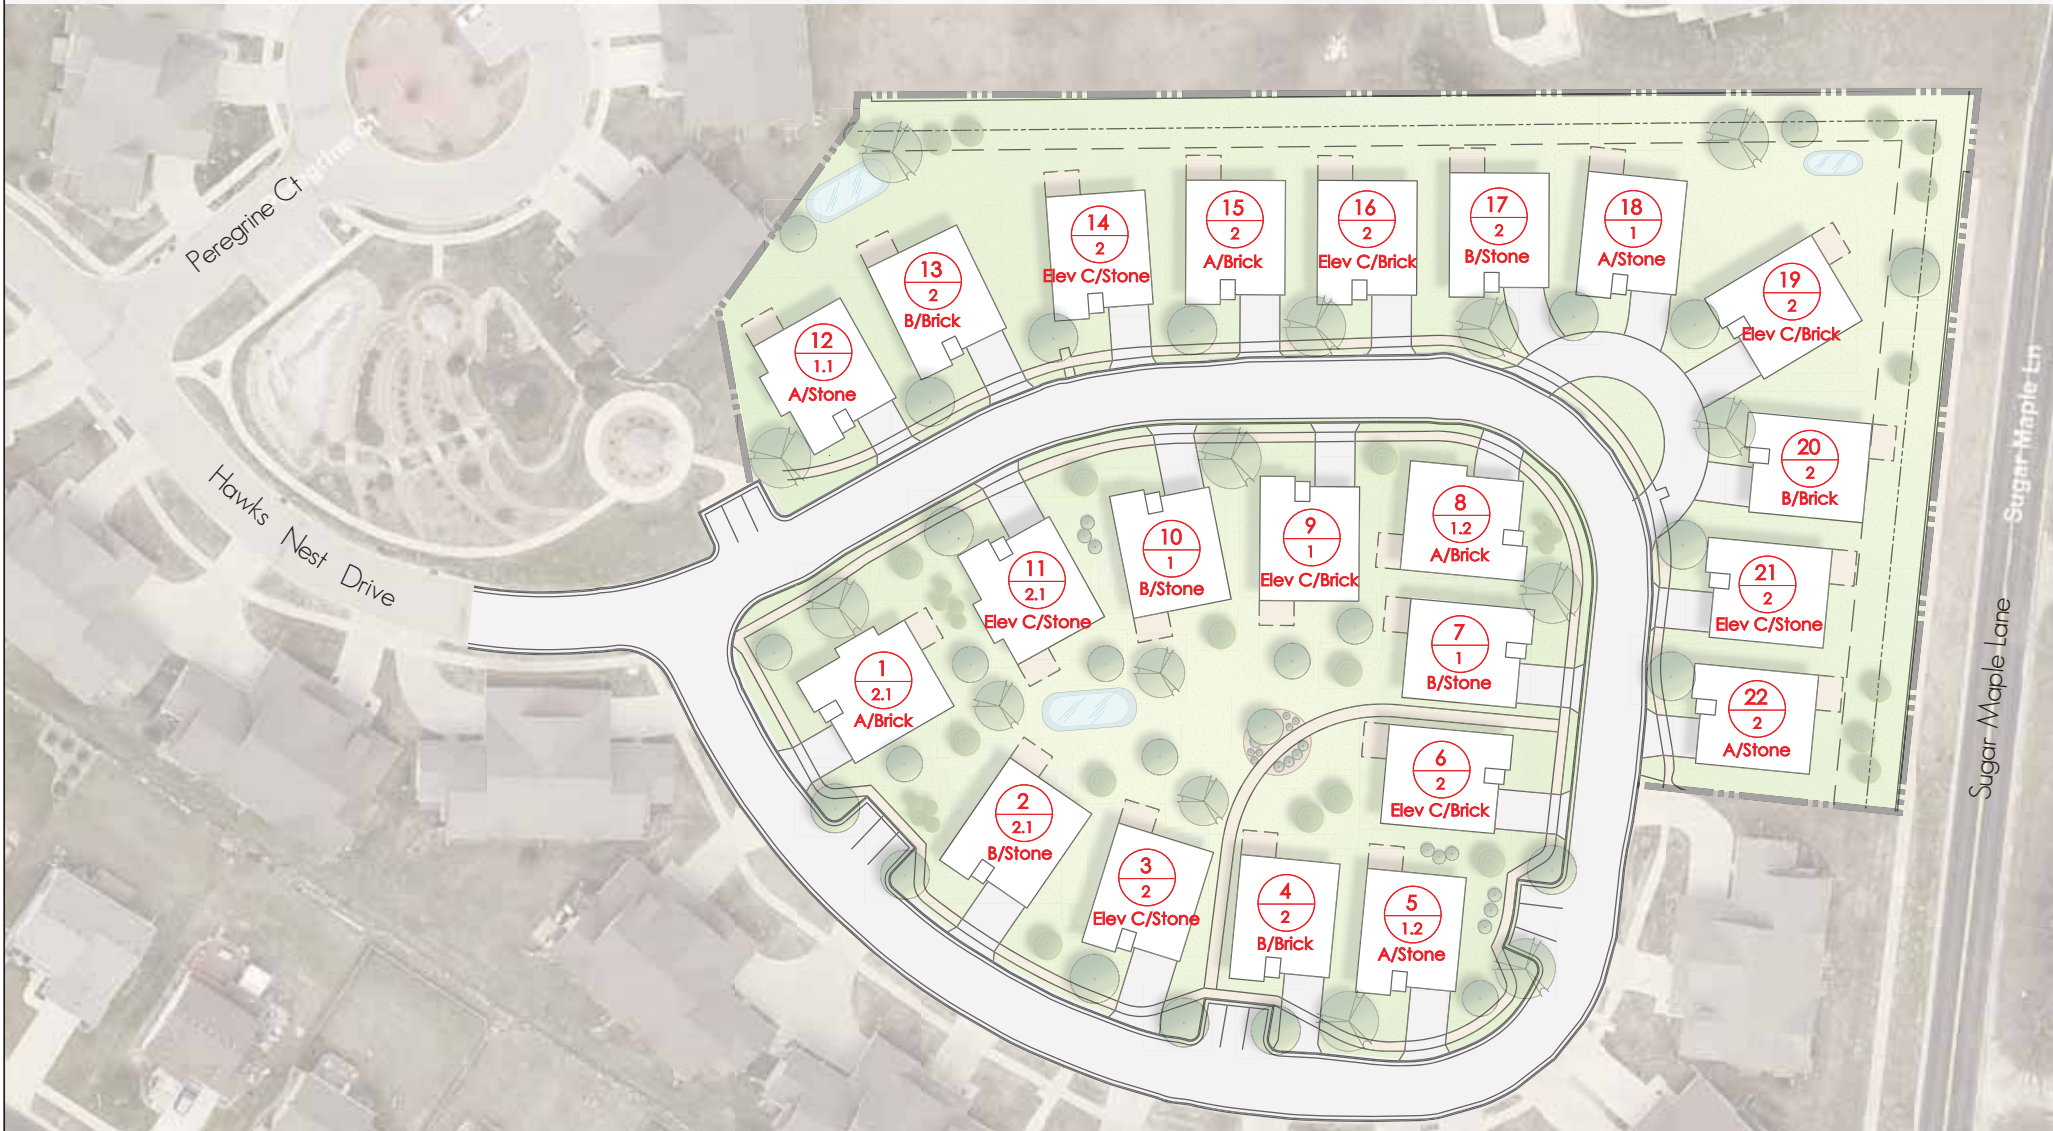 Peregrine Ct
Hawks Nest Drive
Sugar Maple Ln
Sugar Maple Lane
1
2.1
A/Brick
2
2.1
B/Stone
3
2
Elev C/Stone
4
2
B/Brick
5
1.2
A/Stone
6
2
Elev C/Brick
7
1
B/Stone
8
1.2
A/Brick
9
1
Elev C/Brick
10
1
B/Stone
11
2.1
Elev C/Stone
12
1.1
A/Stone
13
2
B/Brick
14
2
Elev C/Stone
15
2
A/Brick
16
2
Elev C/Brick
17
2
B/Stone
18
1
A/Stone
19
2
Elev C/Brick
20
2
B/Brick
21
2
Elev C/Stone
22
2
A/Stone